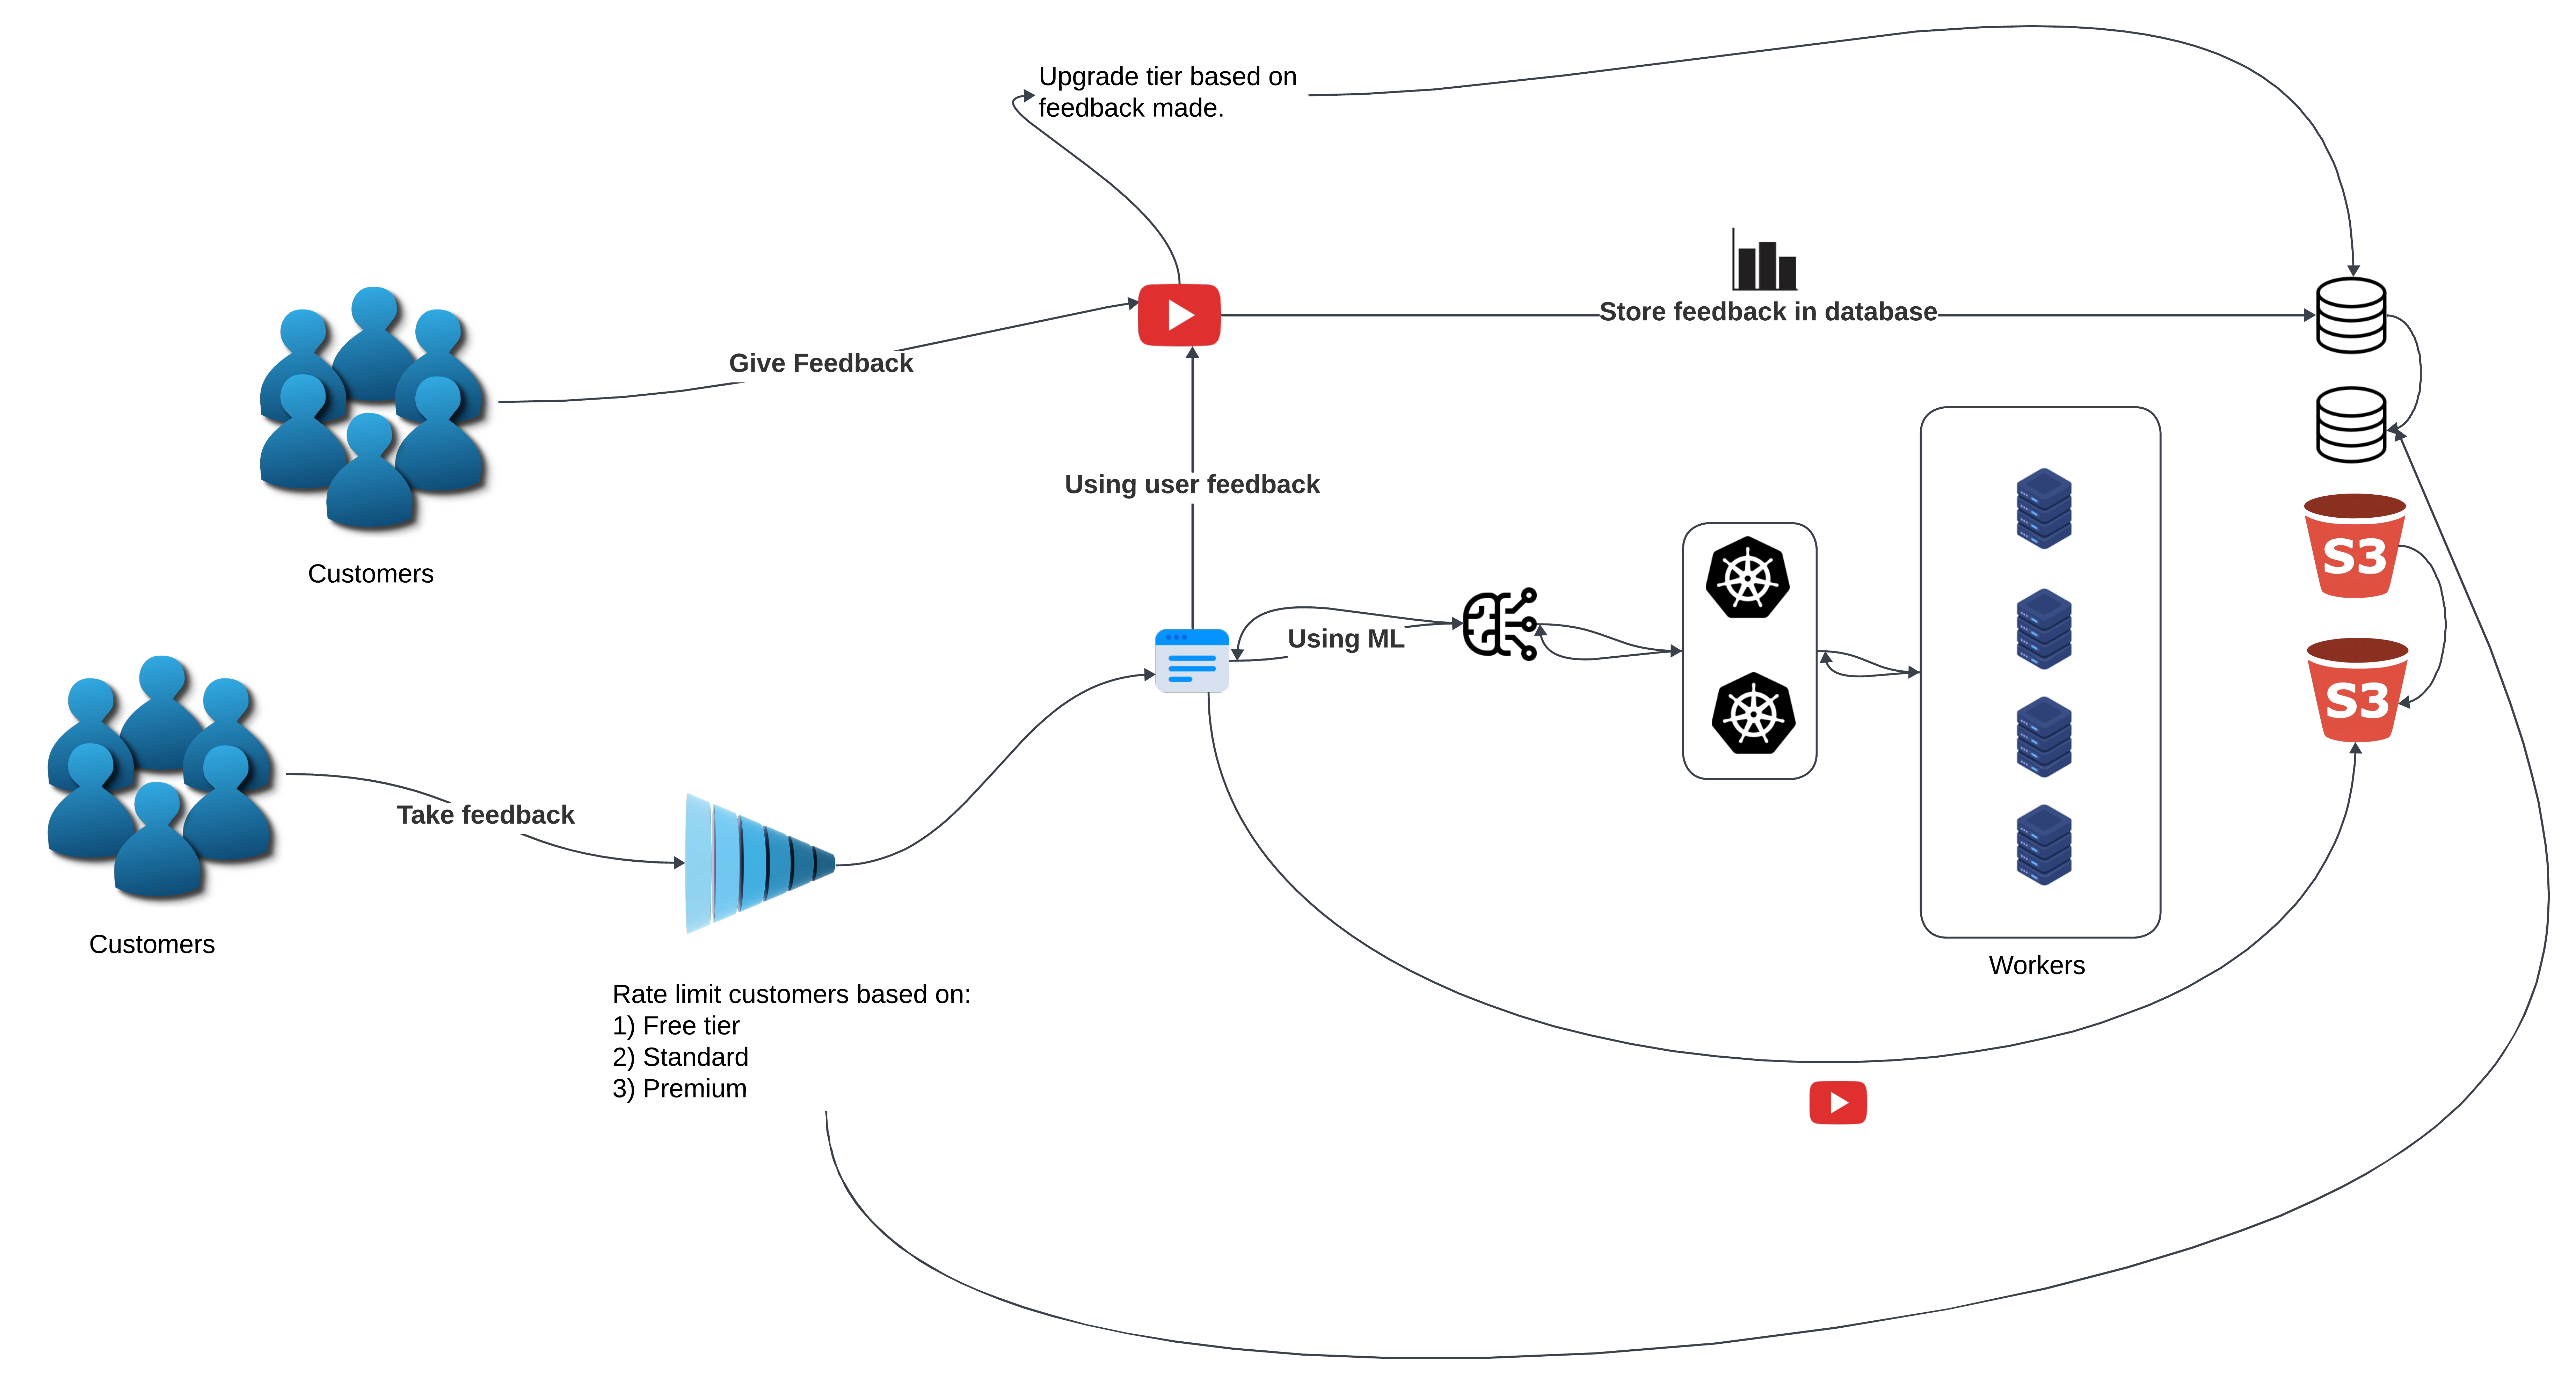 Upgrade tier based on
feedback made.
Store feedback in database
Give Feedback
Using user feedback
Customers
S3
Using ML
S3
Take feedback
Customers
Workers
Rate limit customers based on:
1) Free tier
2) Standard
3) Premium